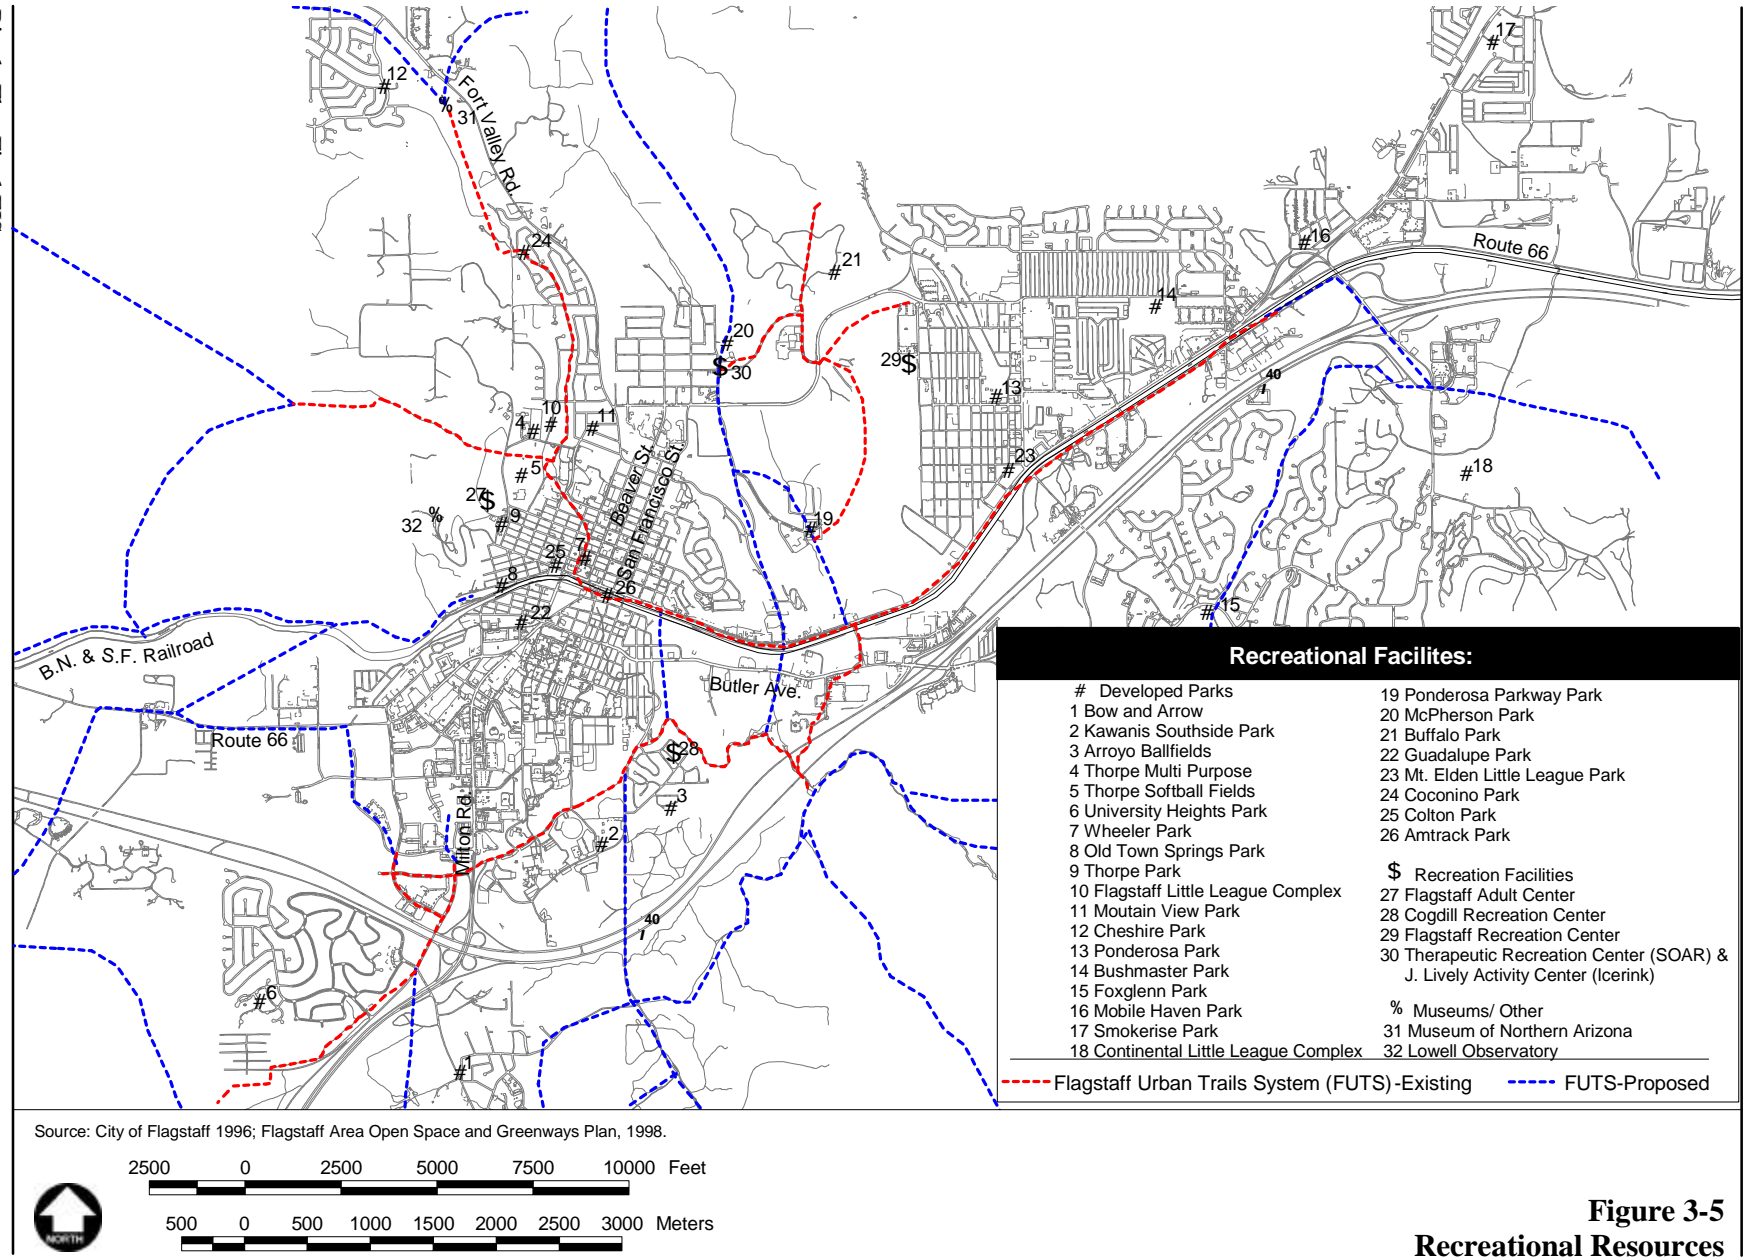 17
12
31
Fort Valley Rd.
24
21
16
Route 66
14
20
30
29
13
40
10
4
11
5
Beaver St.
San Francisco St.
23
18
27
9
32
19
25
7
8
26
22
15
B.N. & S.F. Railroad
Butler Ave.
Route 66
28
3
2
Milton Rd.
40
6
1
Recreational Facilites:
# Developed Parks
1 Bow and Arrow
2 Kawanis Southside Park
3 Arroyo Ballfields
4 Thorpe Multi Purpose
5 Thorpe Softball Fields
6 University Heights Park
7 Wheeler Park
8 Old Town Springs Park
9 Thorpe Park
10 Flagstaff Little League Complex
11 Moutain View Park
12 Cheshire Park
13 Ponderosa Park
14 Bushmaster Park
15 Foxglenn Park
16 Mobile Haven Park
17 Smokerise Park
18 Continental Little League Complex
19 Ponderosa Parkway Park
20 McPherson Park
21 Buffalo Park
22 Guadalupe Park
23 Mt. Elden Little League Park
24 Coconino Park
25 Colton Park
26 Amtrack Park
$ Recreation Facilities
27 Flagstaff Adult Center
28 Cogdill Recreation Center
29 Flagstaff Recreation Center
30 Therapeutic Recreation Center (SOAR) &
J. Lively Activity Center (Icerink)
% Museums/ Other
31 Museum of Northern Arizona
32 Lowell Observatory
Flagstaff Urban Trails System (FUTS) -Existing
FUTS-Proposed
Source: City of Flagstaff 1996; Flagstaff Area Open Space and Greenways Plan, 1998.
2500 0 2500 5000 7500 10000 Feet
500 0 500 1000 1500 2000 2500 3000 Meters
NORTH
Figure 3-5
Recreational Resources